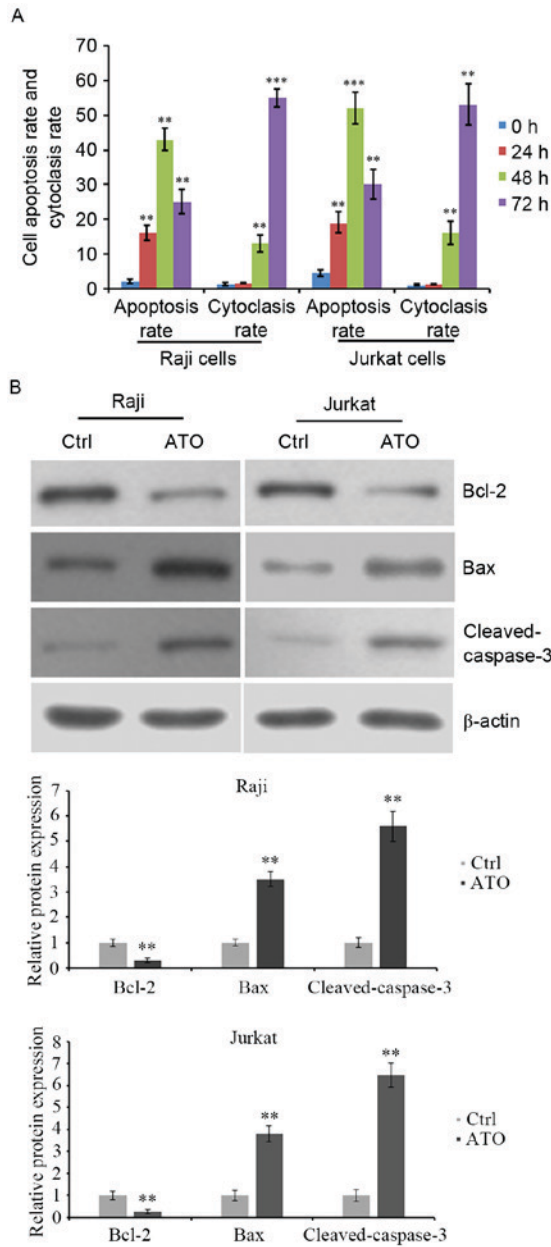 A
Cell apoptosis rate and
cytoclasis rate
70
60
50
40
30
20
10
0
**
**
**
**
***
**
***
**
**
**
0 h
24 h
48 h
72 h
Apoptosis rate
Cytoclasis rate
Apoptosis rate
Cytoclasis rate
Raji cells
Jurkat cells
B
Raji
Jurkat
Ctrl
ATO
Ctrl
ATO
Bcl-2
Bax
Cleaved-
caspase-3
β-actin
Raji
Relative protein expression
7
6
5
4
3
2
1
0
**
**
**
Ctrl
ATO
Bcl-2
Bax
Cleaved-caspase-3
Jurkat
Relative protein expression
8
7
6
5
4
3
2
1
0
**
**
**
Ctrl
ATO
Bcl-2
Bax
Cleaved-caspase-3